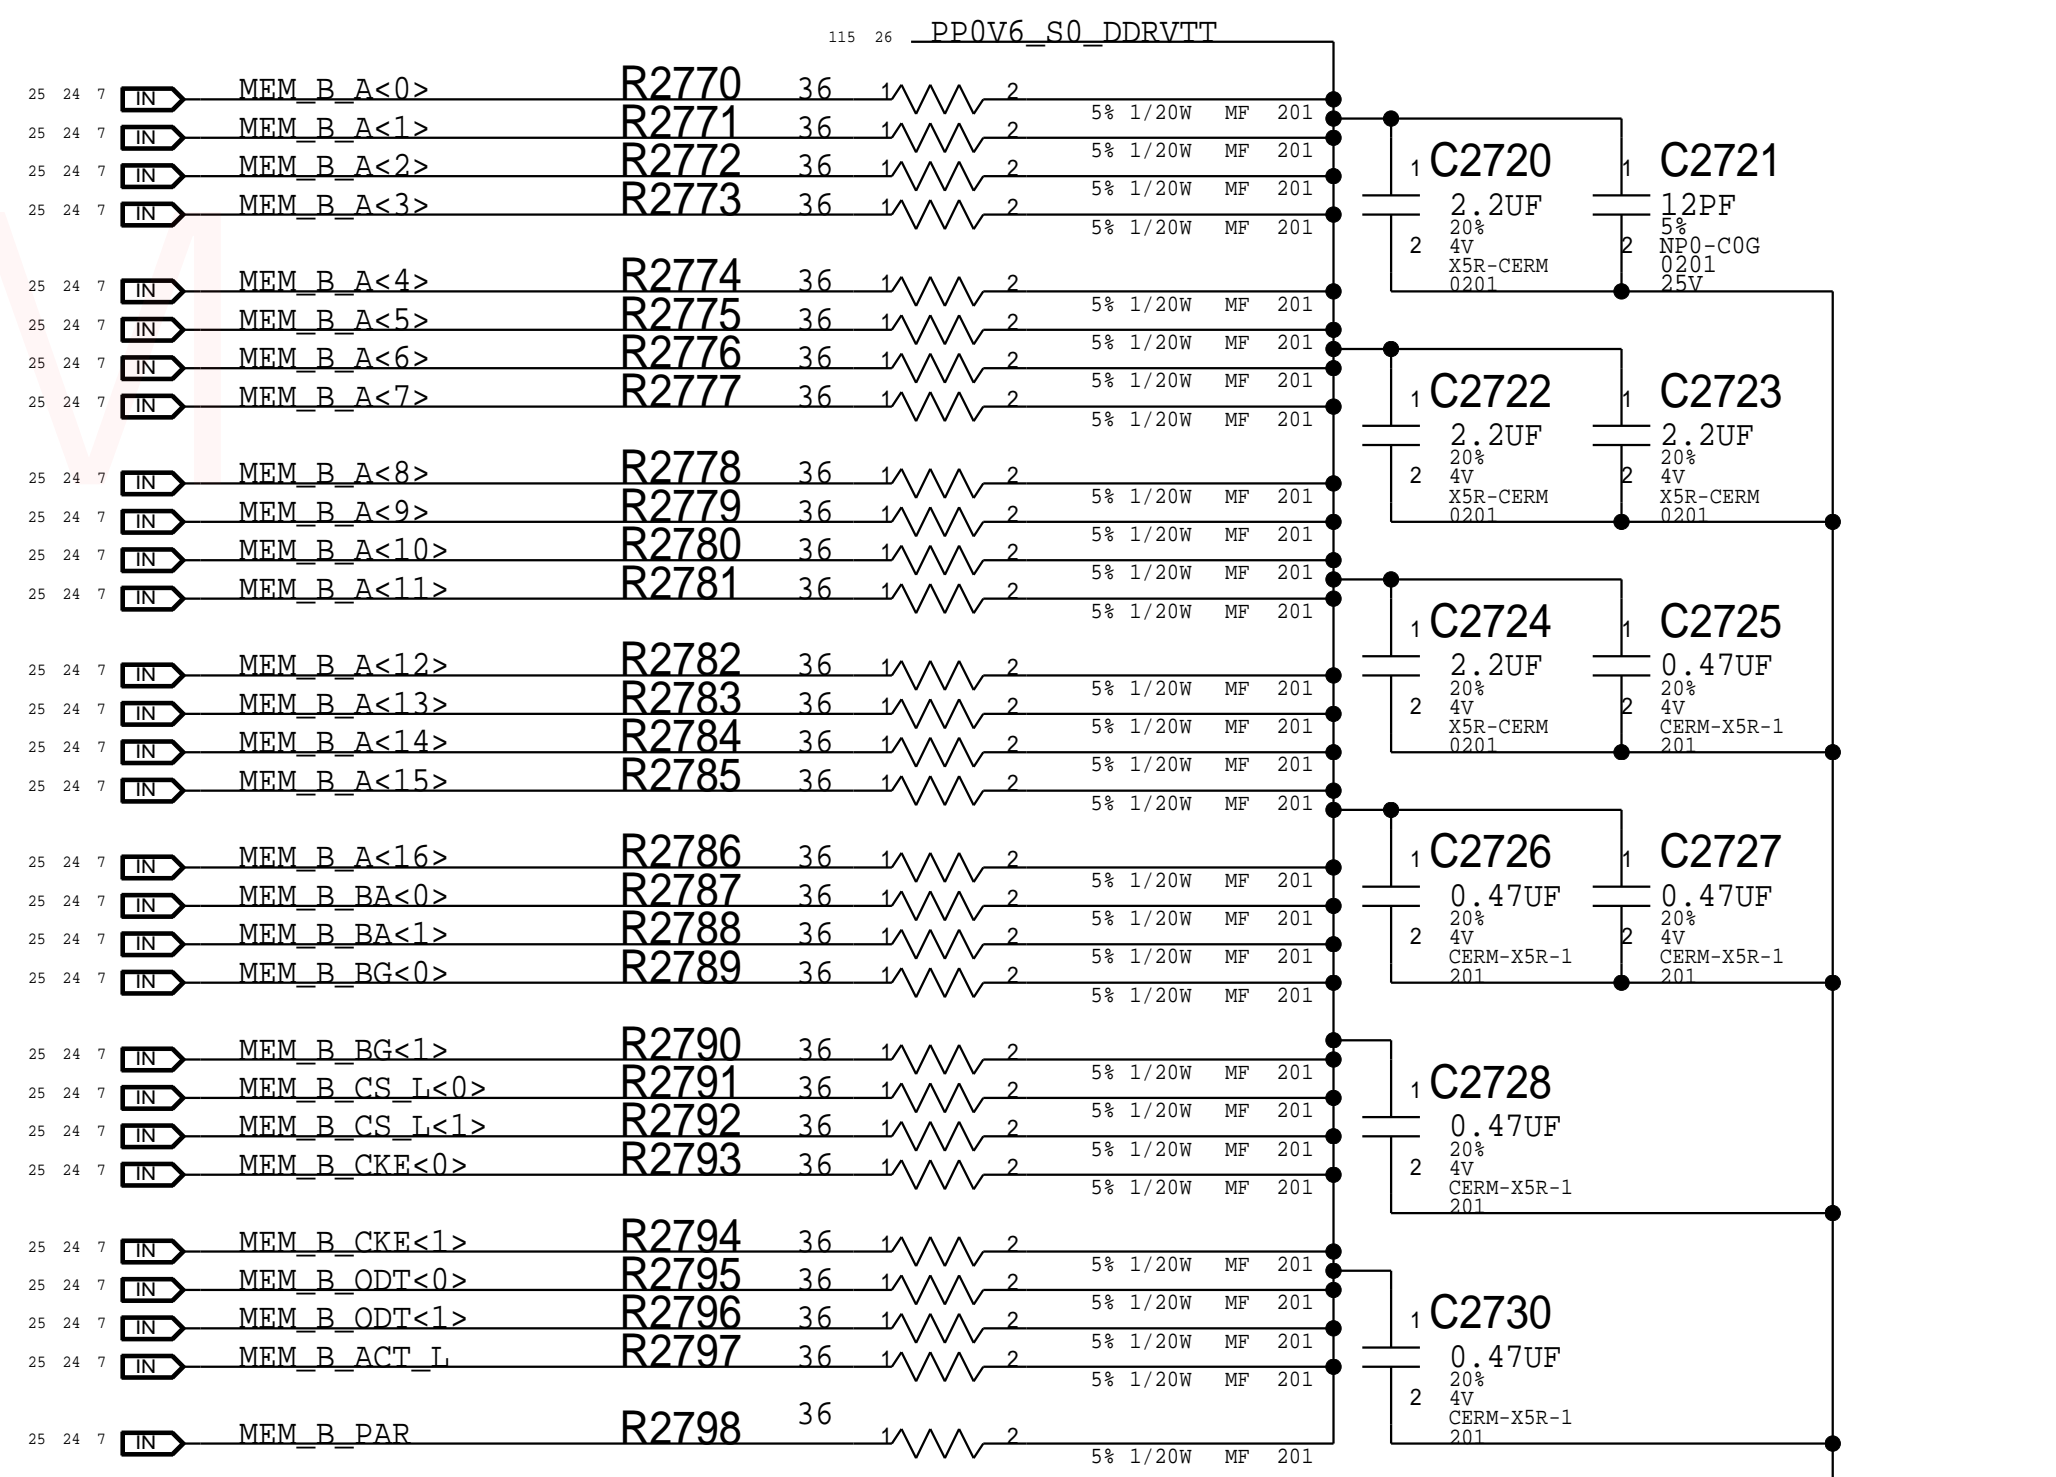 115 26 PP0V6_S0_DDRVTT
25 24 7 IN MEM_B_A<0> R2770 36 1 2 5% 1/20W MF 201
25 24 7 IN MEM_B_A<1> R2771 36 1 2 5% 1/20W MF 201
25 24 7 IN MEM_B_A<2> R2772 36 1 2 5% 1/20W MF 201
25 24 7 IN MEM_B_A<3> R2773 36 1 2 5% 1/20W MF 201
25 24 7 IN MEM_B_A<4> R2774 36 1 2 5% 1/20W MF 201
25 24 7 IN MEM_B_A<5> R2775 36 1 2 5% 1/20W MF 201
25 24 7 IN MEM_B_A<6> R2776 36 1 2 5% 1/20W MF 201
25 24 7 IN MEM_B_A<7> R2777 36 1 2 5% 1/20W MF 201
25 24 7 IN MEM_B_A<8> R2778 36 1 2 5% 1/20W MF 201
25 24 7 IN MEM_B_A<9> R2779 36 1 2 5% 1/20W MF 201
25 24 7 IN MEM_B_A<10> R2780 36 1 2 5% 1/20W MF 201
25 24 7 IN MEM_B_A<11> R2781 36 1 2 5% 1/20W MF 201
25 24 7 IN MEM_B_A<12> R2782 36 1 2 5% 1/20W MF 201
25 24 7 IN MEM_B_A<13> R2783 36 1 2 5% 1/20W MF 201
25 24 7 IN MEM_B_A<14> R2784 36 1 2 5% 1/20W MF 201
25 24 7 IN MEM_B_A<15> R2785 36 1 2 5% 1/20W MF 201
25 24 7 IN MEM_B_A<16> R2786 36 1 2 5% 1/20W MF 201
25 24 7 IN MEM_B_BA<0> R2787 36 1 2 5% 1/20W MF 201
25 24 7 IN MEM_B_BA<1> R2788 36 1 2 5% 1/20W MF 201
25 24 7 IN MEM_B_BG<0> R2789 36 1 2 5% 1/20W MF 201
25 24 7 IN MEM_B_BG<1> R2790 36 1 2 5% 1/20W MF 201
25 24 7 IN MEM_B_CS_L<0> R2791 36 1 2 5% 1/20W MF 201
25 24 7 IN MEM_B_CS_L<1> R2792 36 1 2 5% 1/20W MF 201
25 24 7 IN MEM_B_CKE<0> R2793 36 1 2 5% 1/20W MF 201
25 24 7 IN MEM_B_CKE<1> R2794 36 1 2 5% 1/20W MF 201
25 24 7 IN MEM_B_ODT<0> R2795 36 1 2 5% 1/20W MF 201
25 24 7 IN MEM_B_ODT<1> R2796 36 1 2 5% 1/20W MF 201
25 24 7 IN MEM_B_ACT_L R2797 36 1 2 5% 1/20W MF 201
25 24 7 IN MEM_B_PAR R2798 36 1 2 5% 1/20W MF 201
1 C2720
2.2UF
20%
2 4V
X5R-CERM
0201
1 C2721
12PF
5%
2 NP0-C0G
0201
25V
1 C2722
2.2UF
20%
2 4V
X5R-CERM
0201
1 C2723
2.2UF
20%
2 4V
X5R-CERM
0201
1 C2724
2.2UF
20%
2 4V
X5R-CERM
0201
1 C2725
0.47UF
20%
2 4V
CERM-X5R-1
201
1 C2726
0.47UF
20%
2 4V
CERM-X5R-1
201
1 C2727
0.47UF
20%
2 4V
CERM-X5R-1
201
1 C2728
0.47UF
20%
2 4V
CERM-X5R-1
201
1 C2730
0.47UF
20%
2 4V
CERM-X5R-1
201